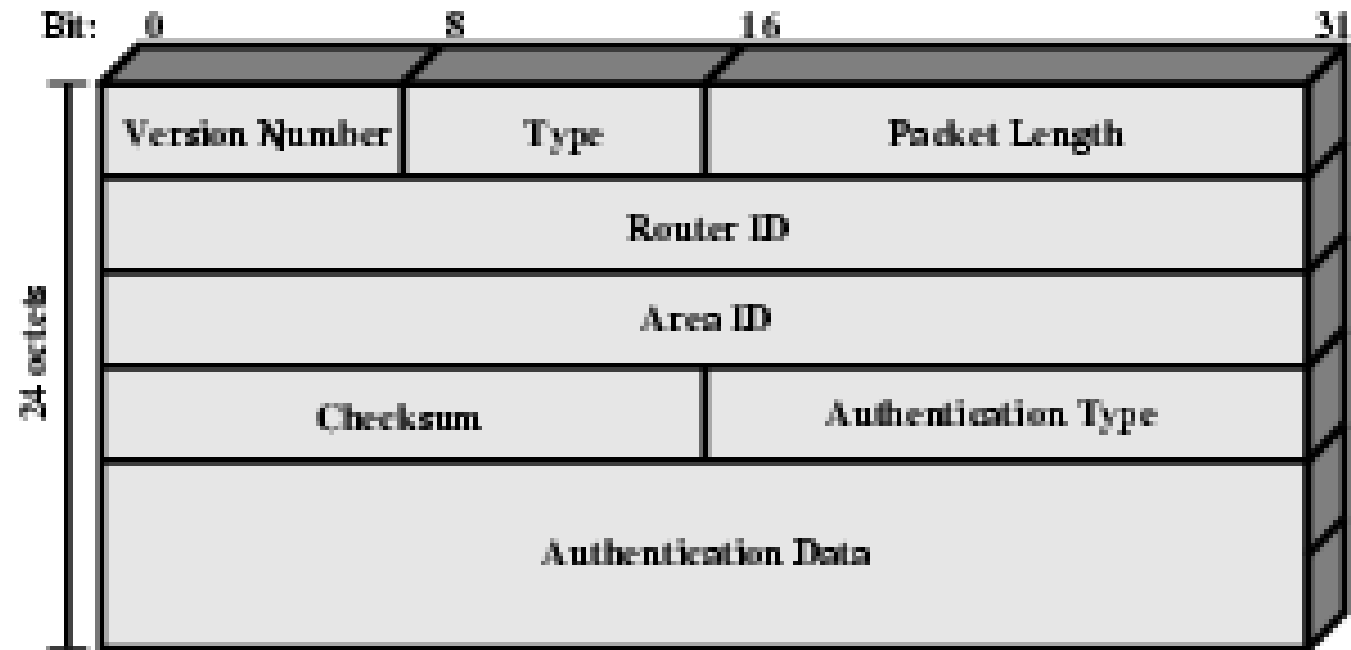 Bit: 0 8 16 31
Version Number Type Packet Length
Router ID
Area ID
Checksum Authentication Type
Authentication Data
24 octets